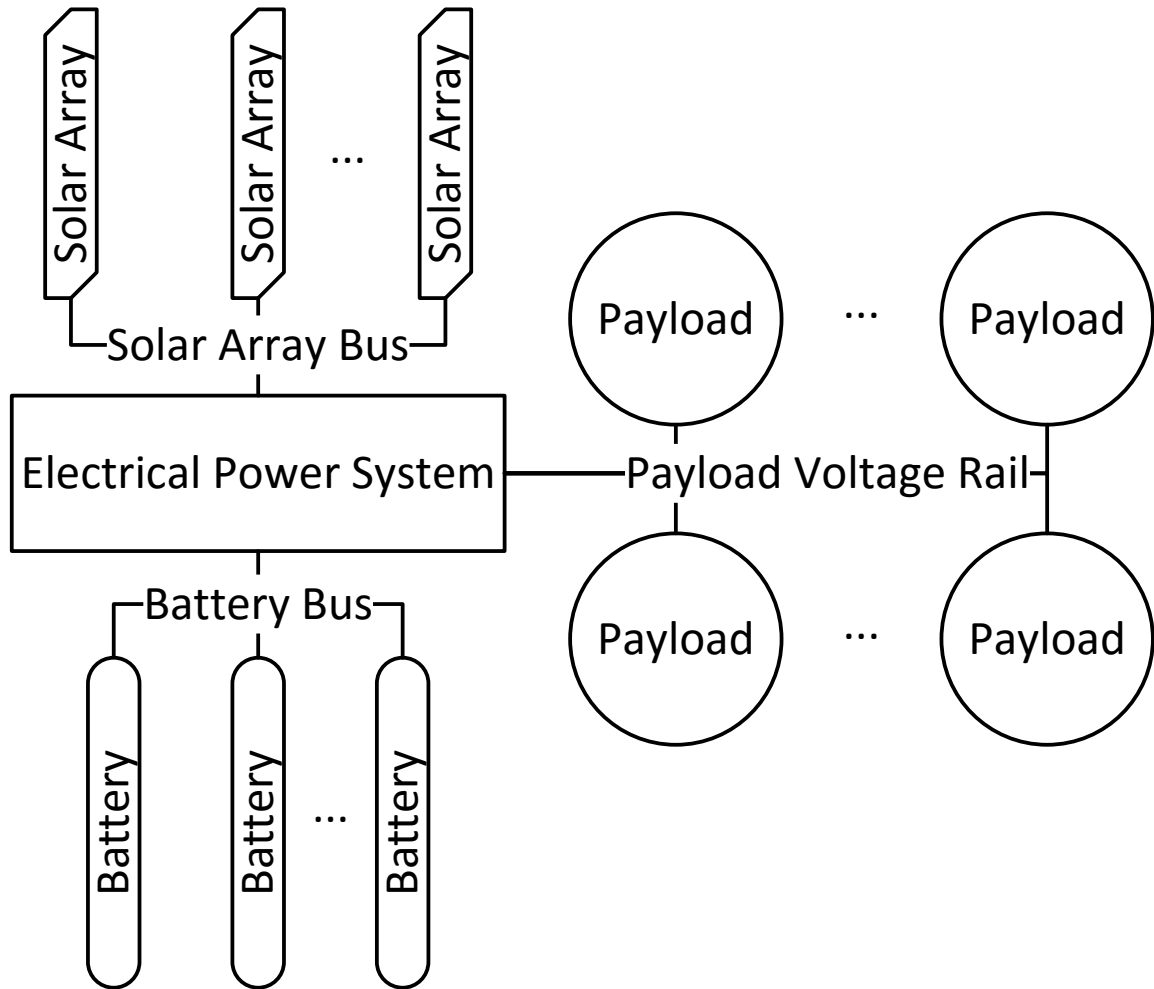 Solar Array
Solar Array
...
Solar Array
Solar Array Bus
Payload
...
Payload
Electrical Power System
Payload Voltage Rail
Battery Bus
Payload
...
Payload
Battery
Battery
...
Battery